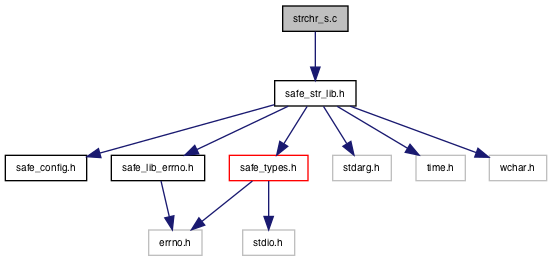 strchr_s.c
safe_str_lib.h
safe_config.h
safe_lib_errno.h
safe_types.h
stdarg.h
time.h
wchar.h
errno.h
stdio.h